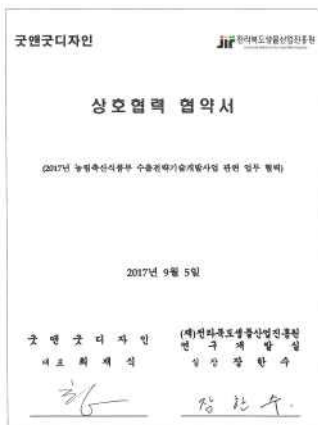 굿앤굿디자인
전라북도생물산업진흥원
상호협력 협약서
(2017년 농림축산식품부 수출전략기술개발사업 관련 업무 협력)
2017년 9월 5일
굿앤굿디자인
대표 최재식
(재)전라북도생물산업진흥원
연구개발실
실장 장한수
장한수